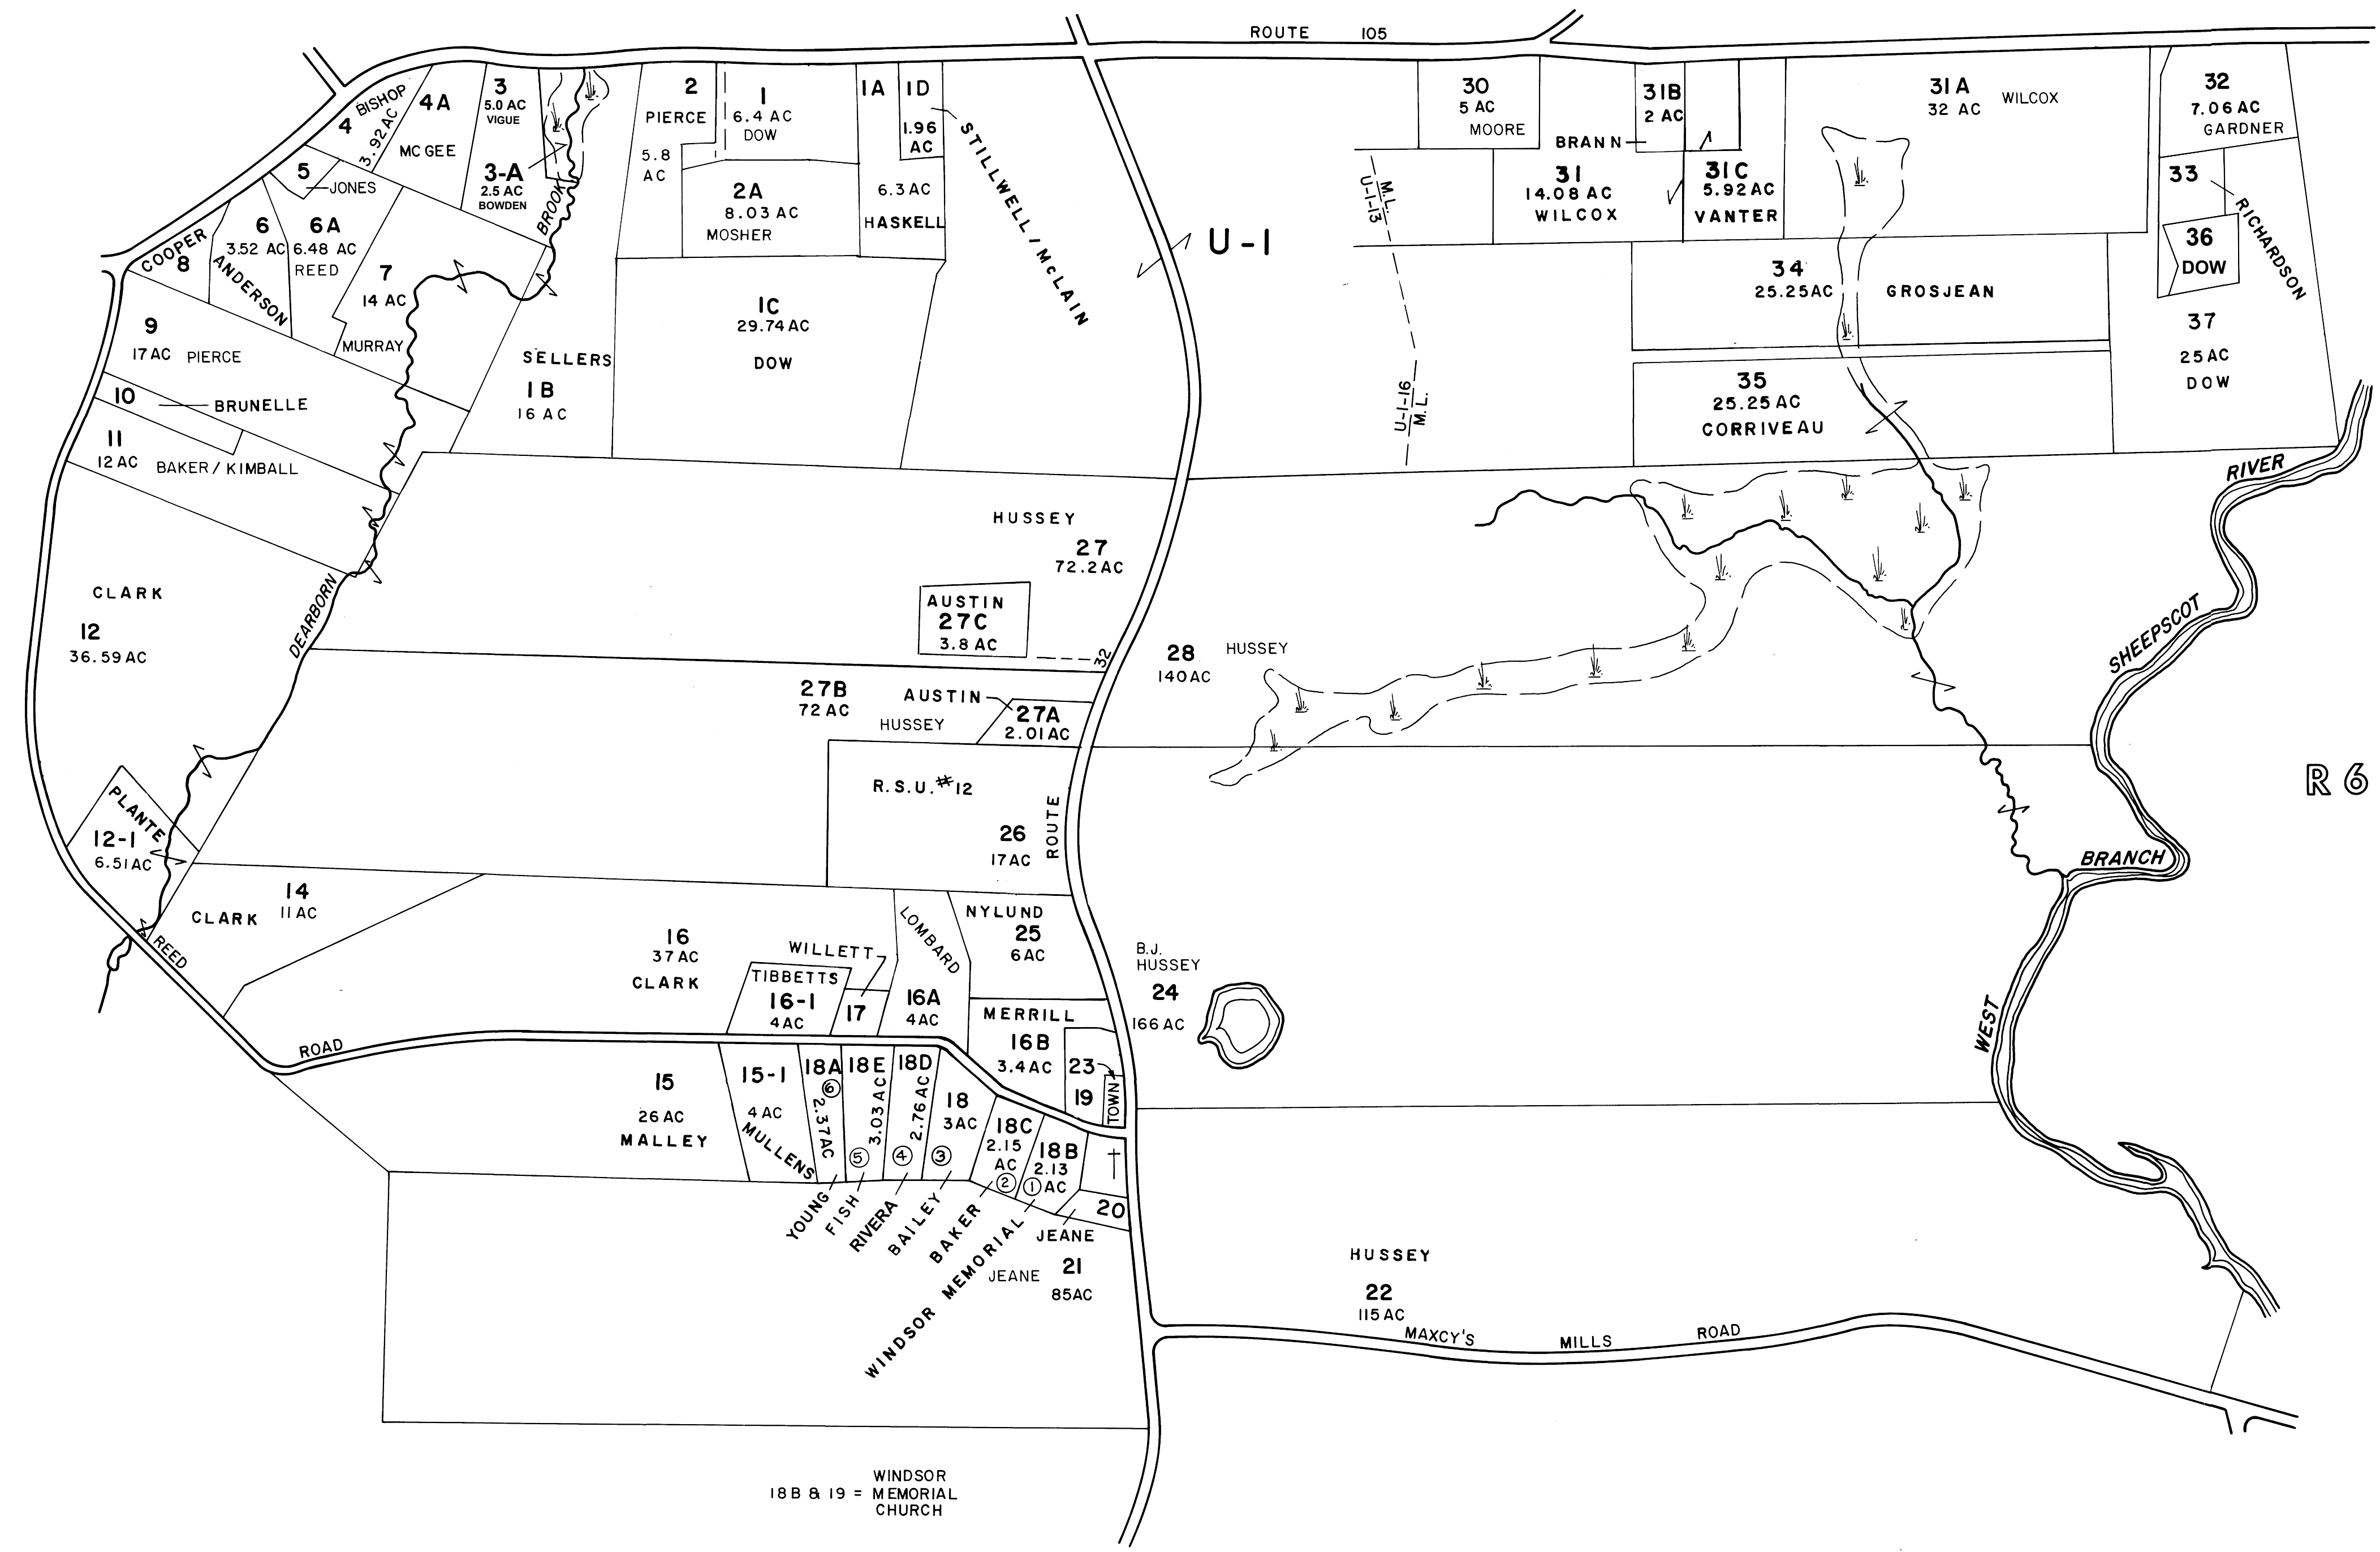 ROUTE 105
4 BISHOP
3.92 AC
4A
MC GEE
3
5.0 AC
VIGUE
3-A
2.5 AC
BOWDEN
BROOK
2
PIERCE
5.8
AC
1
6.4 AC
DOW
2A
8.03 AC
MOSHER
1A
6.3 AC
HASKELL
1D
1.96
AC
STILLWELL / McLAIN
U-1
30
5 AC
MOORE
31B
2 AC
BRANN
31
14.08 AC
WILCOX
31C
5.92 AC
VANTER
31A
32 AC
WILCOX
32
7.06 AC
GARDNER
33
RICHARDSON
36
DOW
37
25 AC
DOW
M.L.
U-1-13
U-1-16
M.L.
34
25.25 AC
GROSJEAN
35
25.25 AC
CORRIVEAU
5
JONES
6
3.52 AC
ANDERSON
6A
6.48 AC
REED
COOPER
8
7
14 AC
MURRAY
9
17 AC PIERCE
10
BRUNELLE
11
12 AC
BAKER / KIMBALL
SELLERS
1B
16 AC
1C
29.74 AC
DOW
HUSSEY
27
72.2 AC
AUSTIN
27C
3.8 AC
CLARK
12
36.59 AC
DEARBORN
32
27B
72 AC
HUSSEY
AUSTIN
27A
2.01 AC
28
140 AC
HUSSEY
RIVER
SHEEPSCOT
BRANCH
WEST
R 6
PLANTE
12-1
6.51 AC
R.S.U. #12
26
17 AC
ROUTE
CLARK
14
11 AC
REED
ROAD
16
37 AC
CLARK
WILLETT
TIBBETTS
16-1
4 AC
17
LOMBARD
16A
4 AC
NYLUND
25
6 AC
MERRILL
16B
3.4 AC
23
19
TOWN
B.J.
HUSSEY
24
166 AC
15
26 AC
MALLEY
15-1
4 AC
MULLENS
18A
6
2.37 AC
18E
3.03 AC
5
18D
2.76 AC
4
18
3 AC
3
18C
2.15
AC
2
18B
2.13
AC
1
YOUNG
FISH
RIVERA
BAILEY
BAKER
WINDSOR MEMORIAL
20
JEANE
JEANE
21
85 AC
HUSSEY
22
115 AC
MAXCY'S MILLS ROAD
WINDSOR
18B & 19 = MEMORIAL
CHURCH